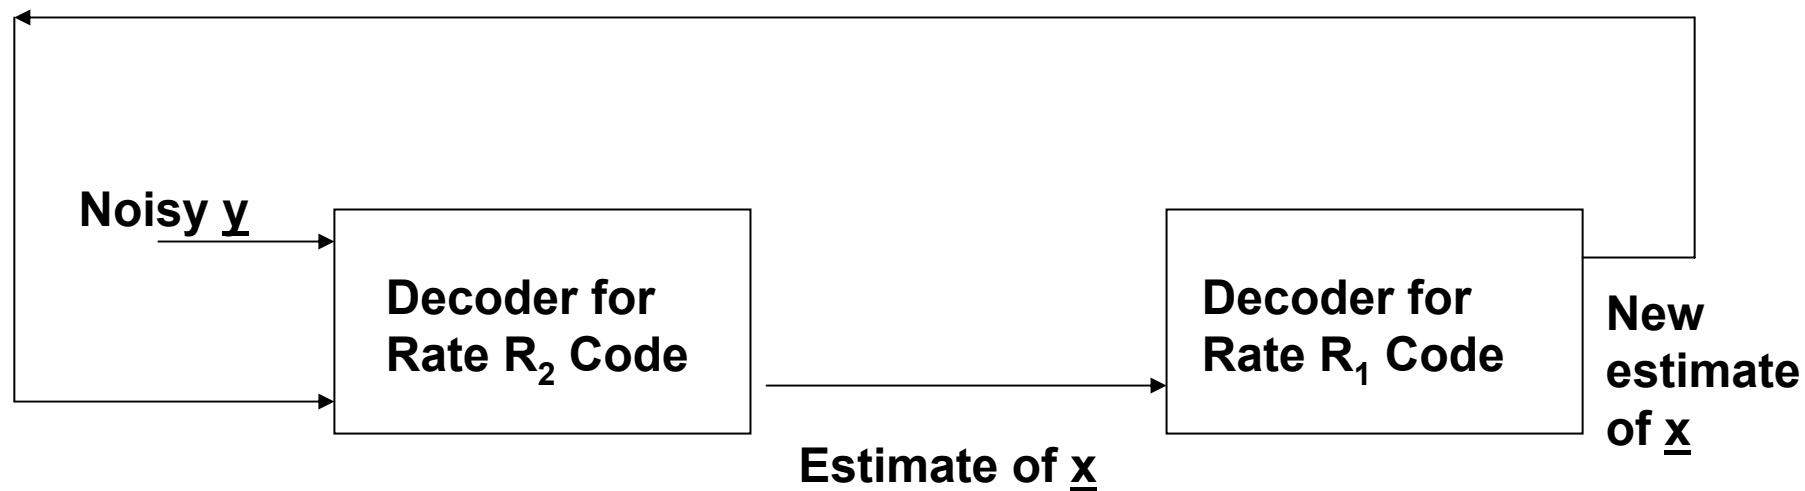 Noisy y
Decoder for
Rate R₂ Code
Estimate of x
Decoder for
Rate R₁ Code
New
estimate
of x